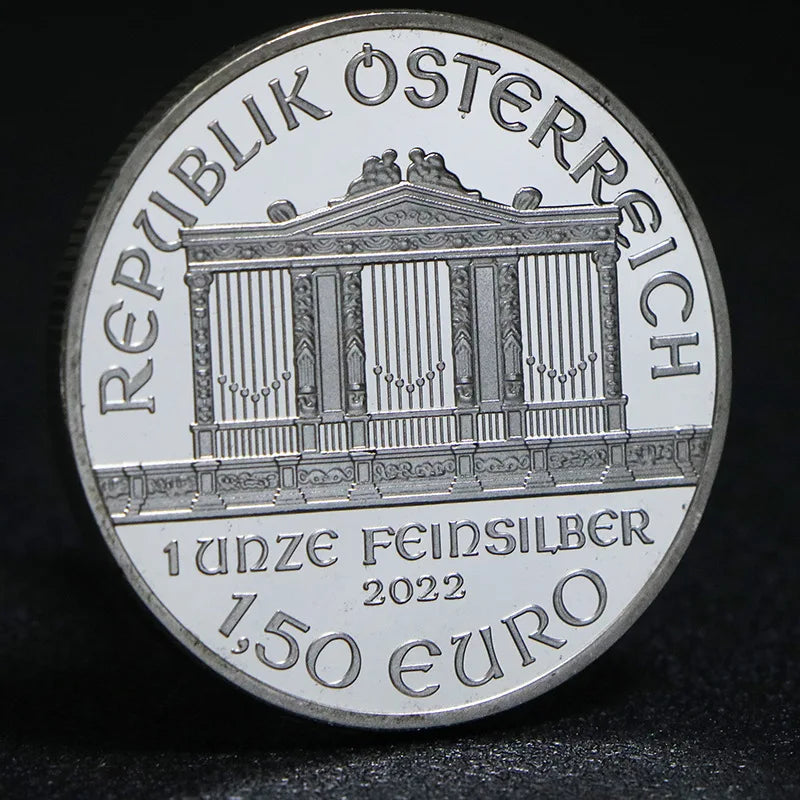 REPUBLIK ÖSTERREICH
1 UNZE FEINSILBER
2022
1,50 EURO